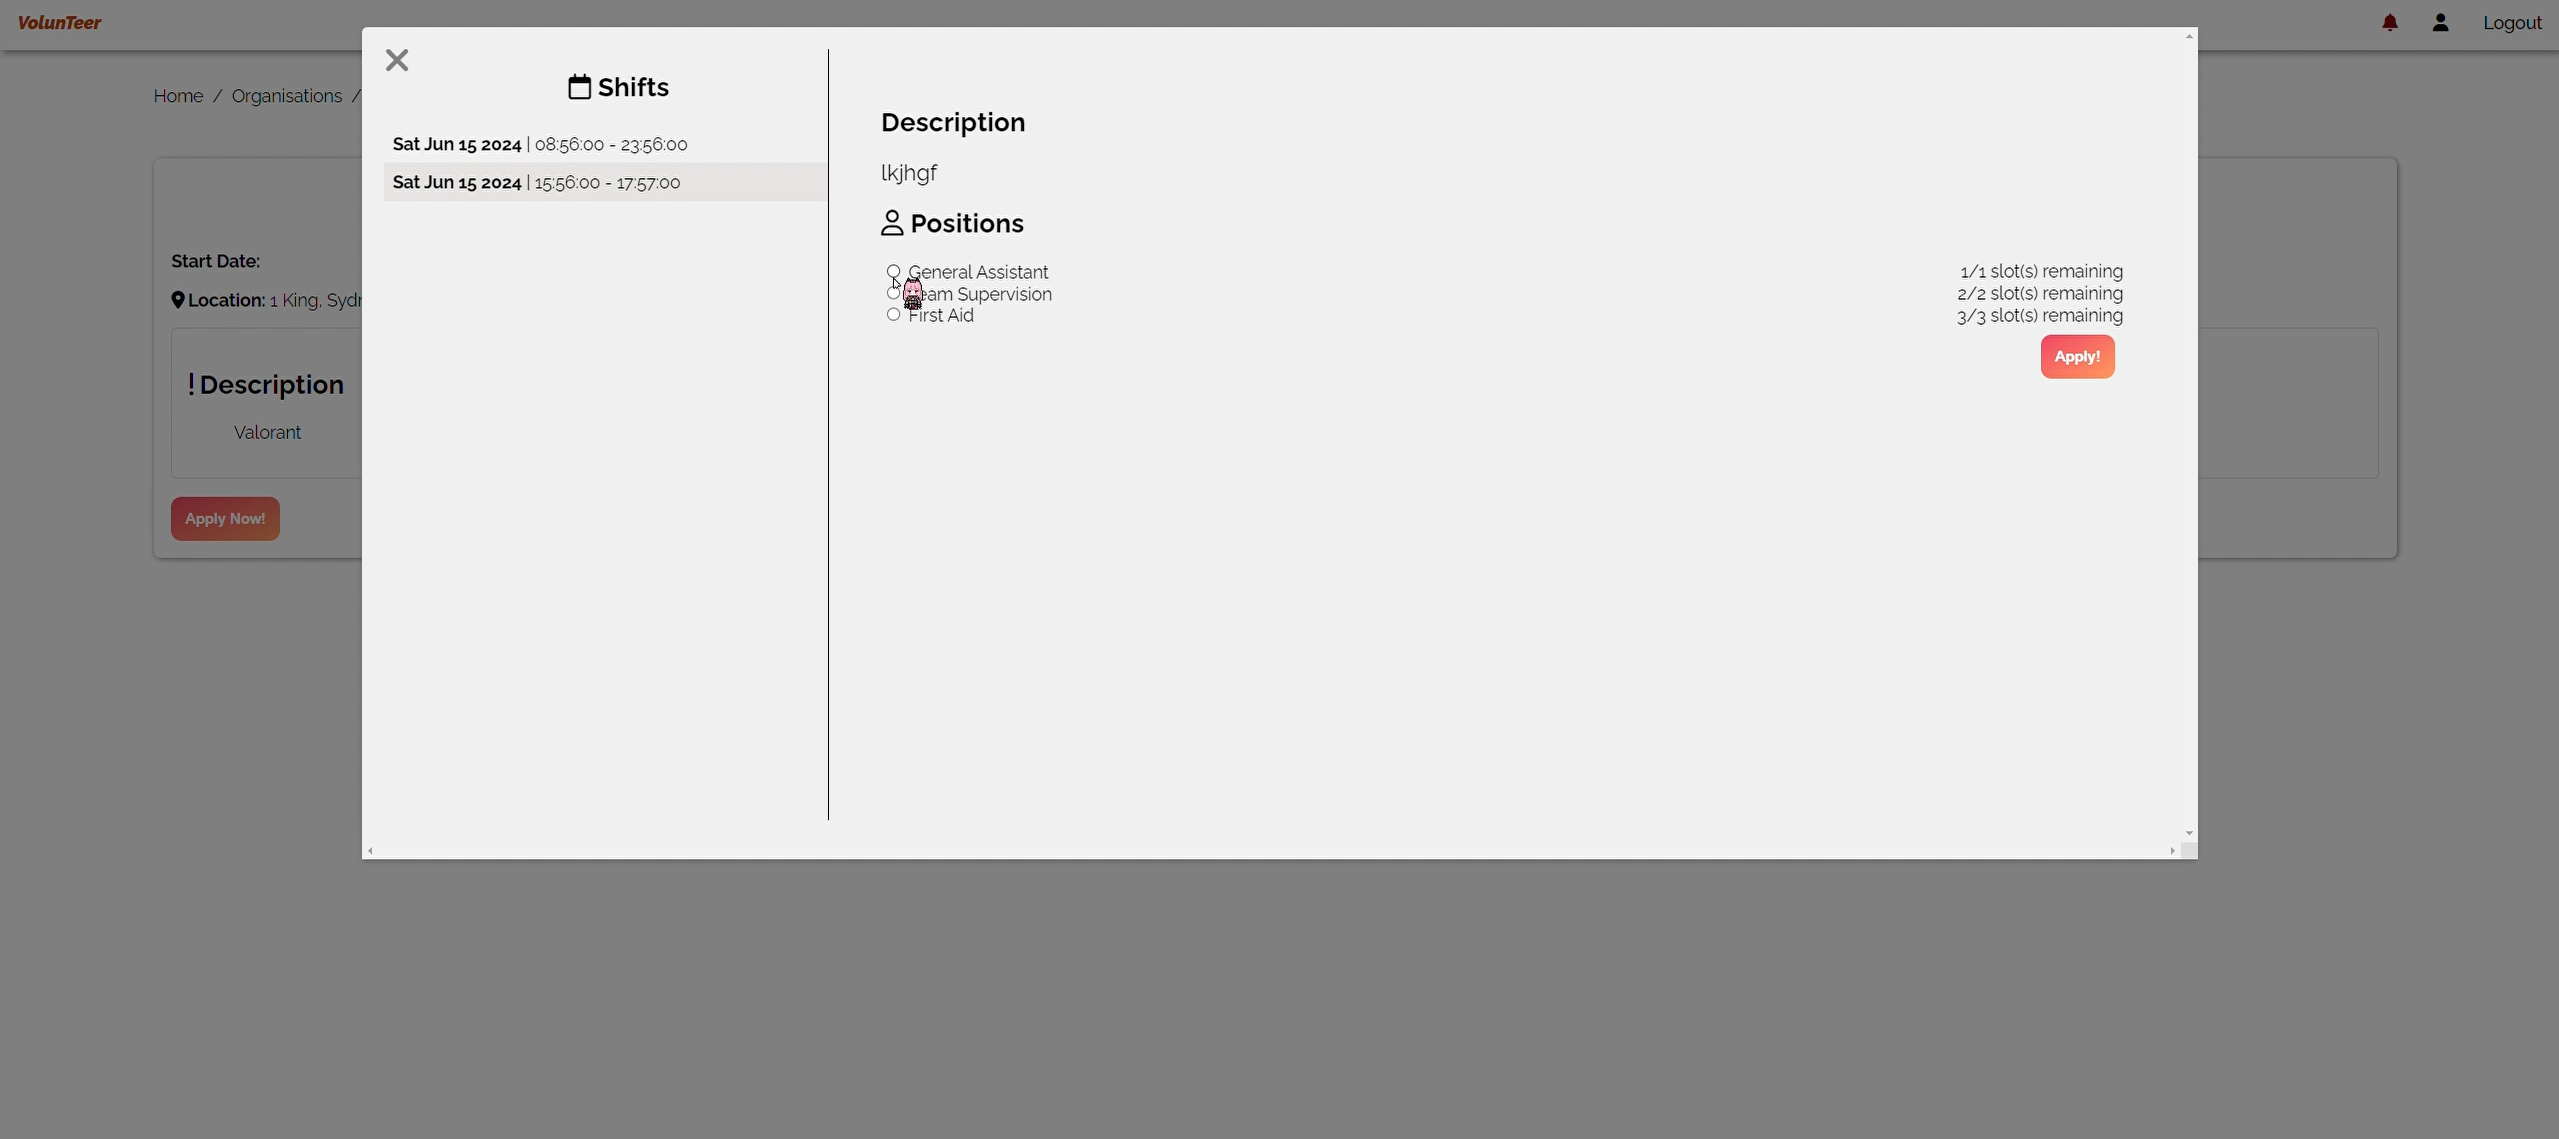 VolunTeer
Logout
Home / Organisations /
Start Date:
Location: 1 King, Syd
! Description
Valorant
Apply Now!
Shifts
Sat Jun 15 2024 | 08:56:00 - 23:56:00
Sat Jun 15 2024 | 15:56:00 - 17:57:00
Description
lkjhgf
Positions
General Assistant 1/1 slot(s) remaining
Team Supervision 2/2 slot(s) remaining
First Aid 3/3 slot(s) remaining
Apply!